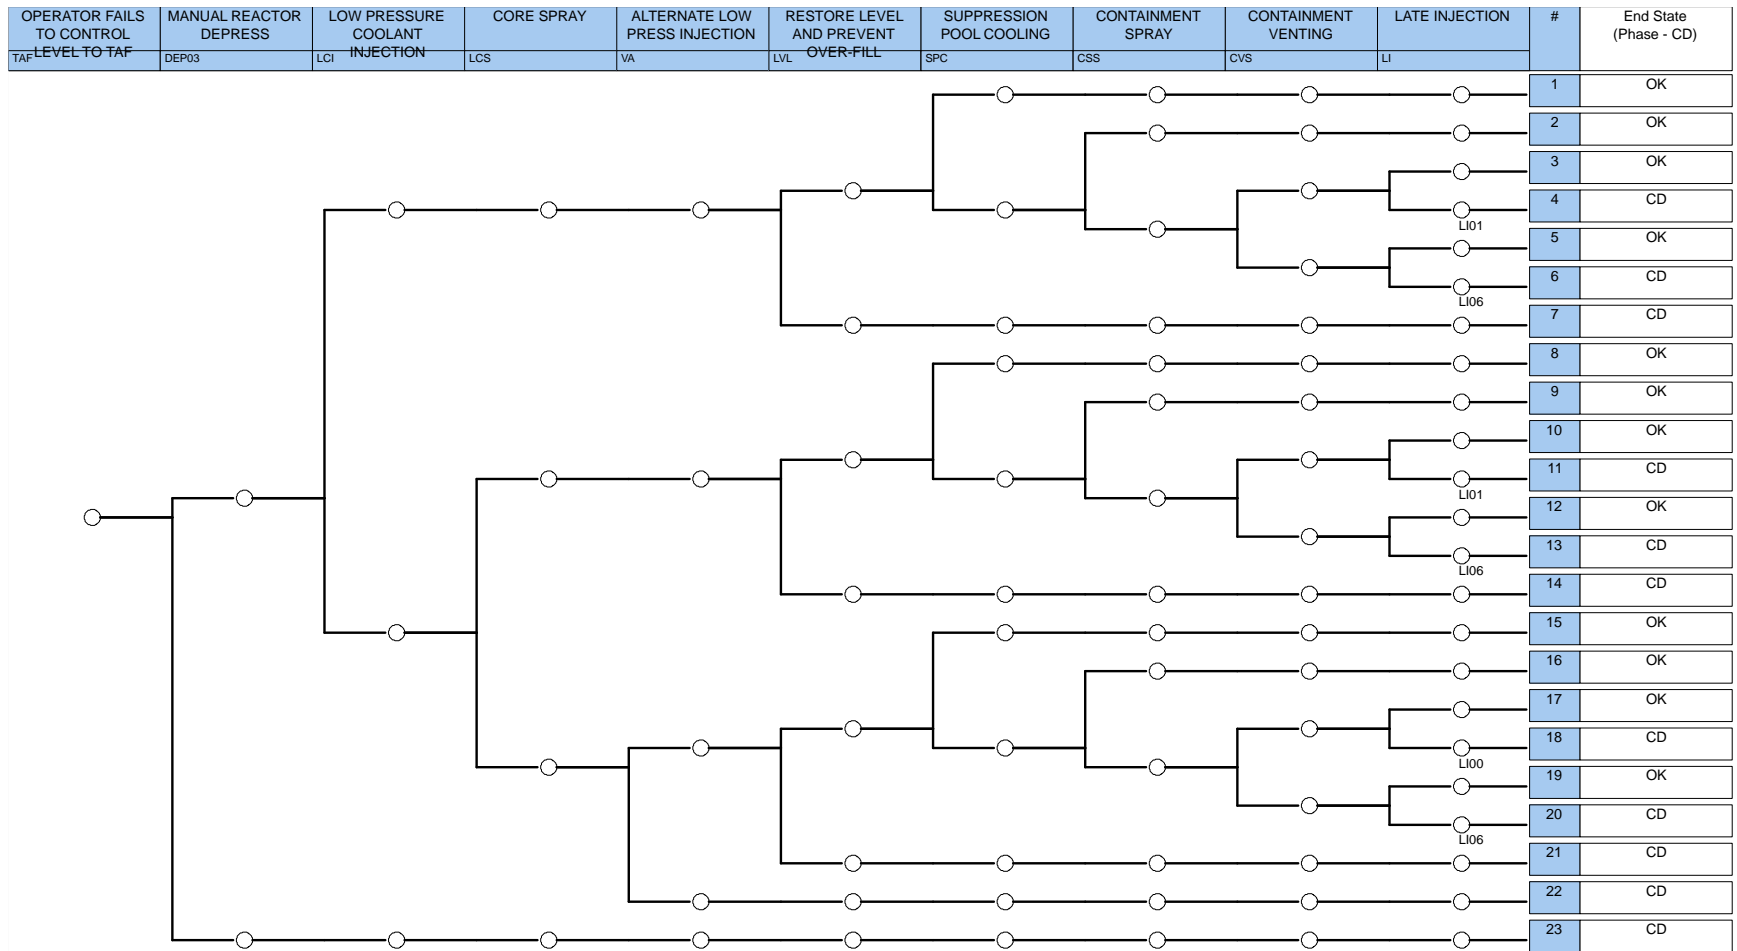 OPERATOR FAILS
TO CONTROL
LEVEL TO TAF
TAF
MANUAL REACTOR
DEPRESS
DEP03
LOW PRESSURE
COOLANT
INJECTION
LCI
CORE SPRAY
LCS
ALTERNATE LOW
PRESS INJECTION
VA
RESTORE LEVEL
AND PREVENT
OVER-FILL
LVL
SUPPRESSION
POOL COOLING
SPC
CONTAINMENT
SPRAY
CSS
CONTAINMENT
VENTING
CVS
LATE INJECTION
LI
#
End State
(Phase - CD)
1 OK
2 OK
3 OK
4 CD
LI01
5 OK
6 CD
LI06
7 CD
8 OK
9 OK
10 OK
11 CD
LI01
12 OK
13 CD
LI06
14 CD
15 OK
16 OK
17 OK
18 CD
LI00
19 OK
20 CD
LI06
21 CD
22 CD
23 CD